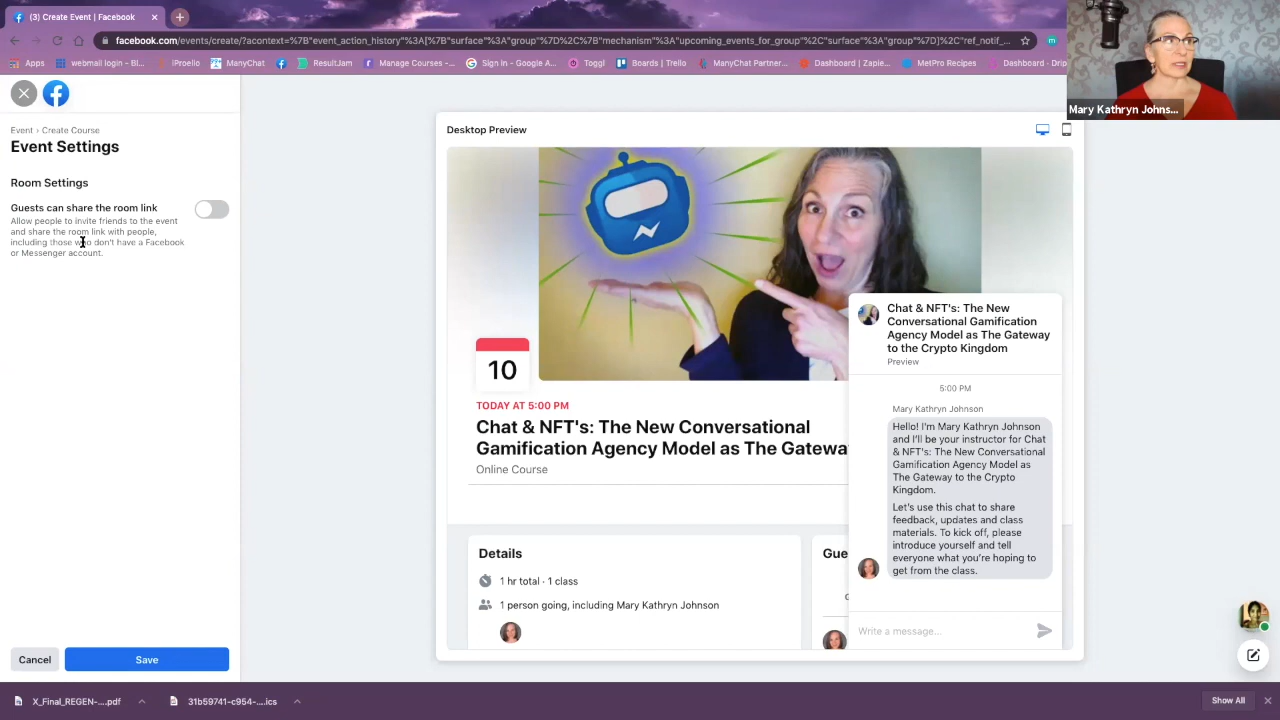 (3) Create Event | Facebook
facebook.com/events/create/?acontext=%7B"event_action_history"%3A[%7B"surface"%3A"group"%7D%2C%7B"mechanism"%3A"upcoming_events_for_group"%2C"surface"%3A"group"%7D]%2C"ref_notif_...
Apps
webmail login – Bl...
IProello
ManyChat
ResultJam
Manage Courses –...
Sign in - Google A...
Toggl
Boards | Trello
ManyChat Partner...
Dashboard | Zapie...
MetPro Recipes
Dashboard · Drip
Mary Kathryn Johns...
Event › Create Course
Event Settings
Room Settings
Guests can share the room link
Allow people to invite friends to the event
and share the room link with people,
including those who don't have a Facebook
or Messenger account.
Cancel
Save
Desktop Preview
10
TODAY AT 5:00 PM
Chat & NFT's: The New Conversational
Gamification Agency Model as The Gateway
Online Course
Details
1 hr total · 1 class
1 person going, including Mary Kathryn Johnson
Gue
G
Chat & NFT's: The New
Conversational Gamification
Agency Model as The Gateway
to the Crypto Kingdom
Preview
5:00 PM
Mary Kathryn Johnson
Hello! I'm Mary Kathryn Johnson
and I'll be your instructor for Chat
& NFT's: The New Conversational
Gamification Agency Model as
The Gateway to the Crypto
Kingdom.
Let's use this chat to share
feedback, updates and class
materials. To kick off, please
introduce yourself and tell
everyone what you're hoping to
get from the class.
Write a message...
X_Final_REGEN-....pdf
31b59741-c954-....ics
Show All